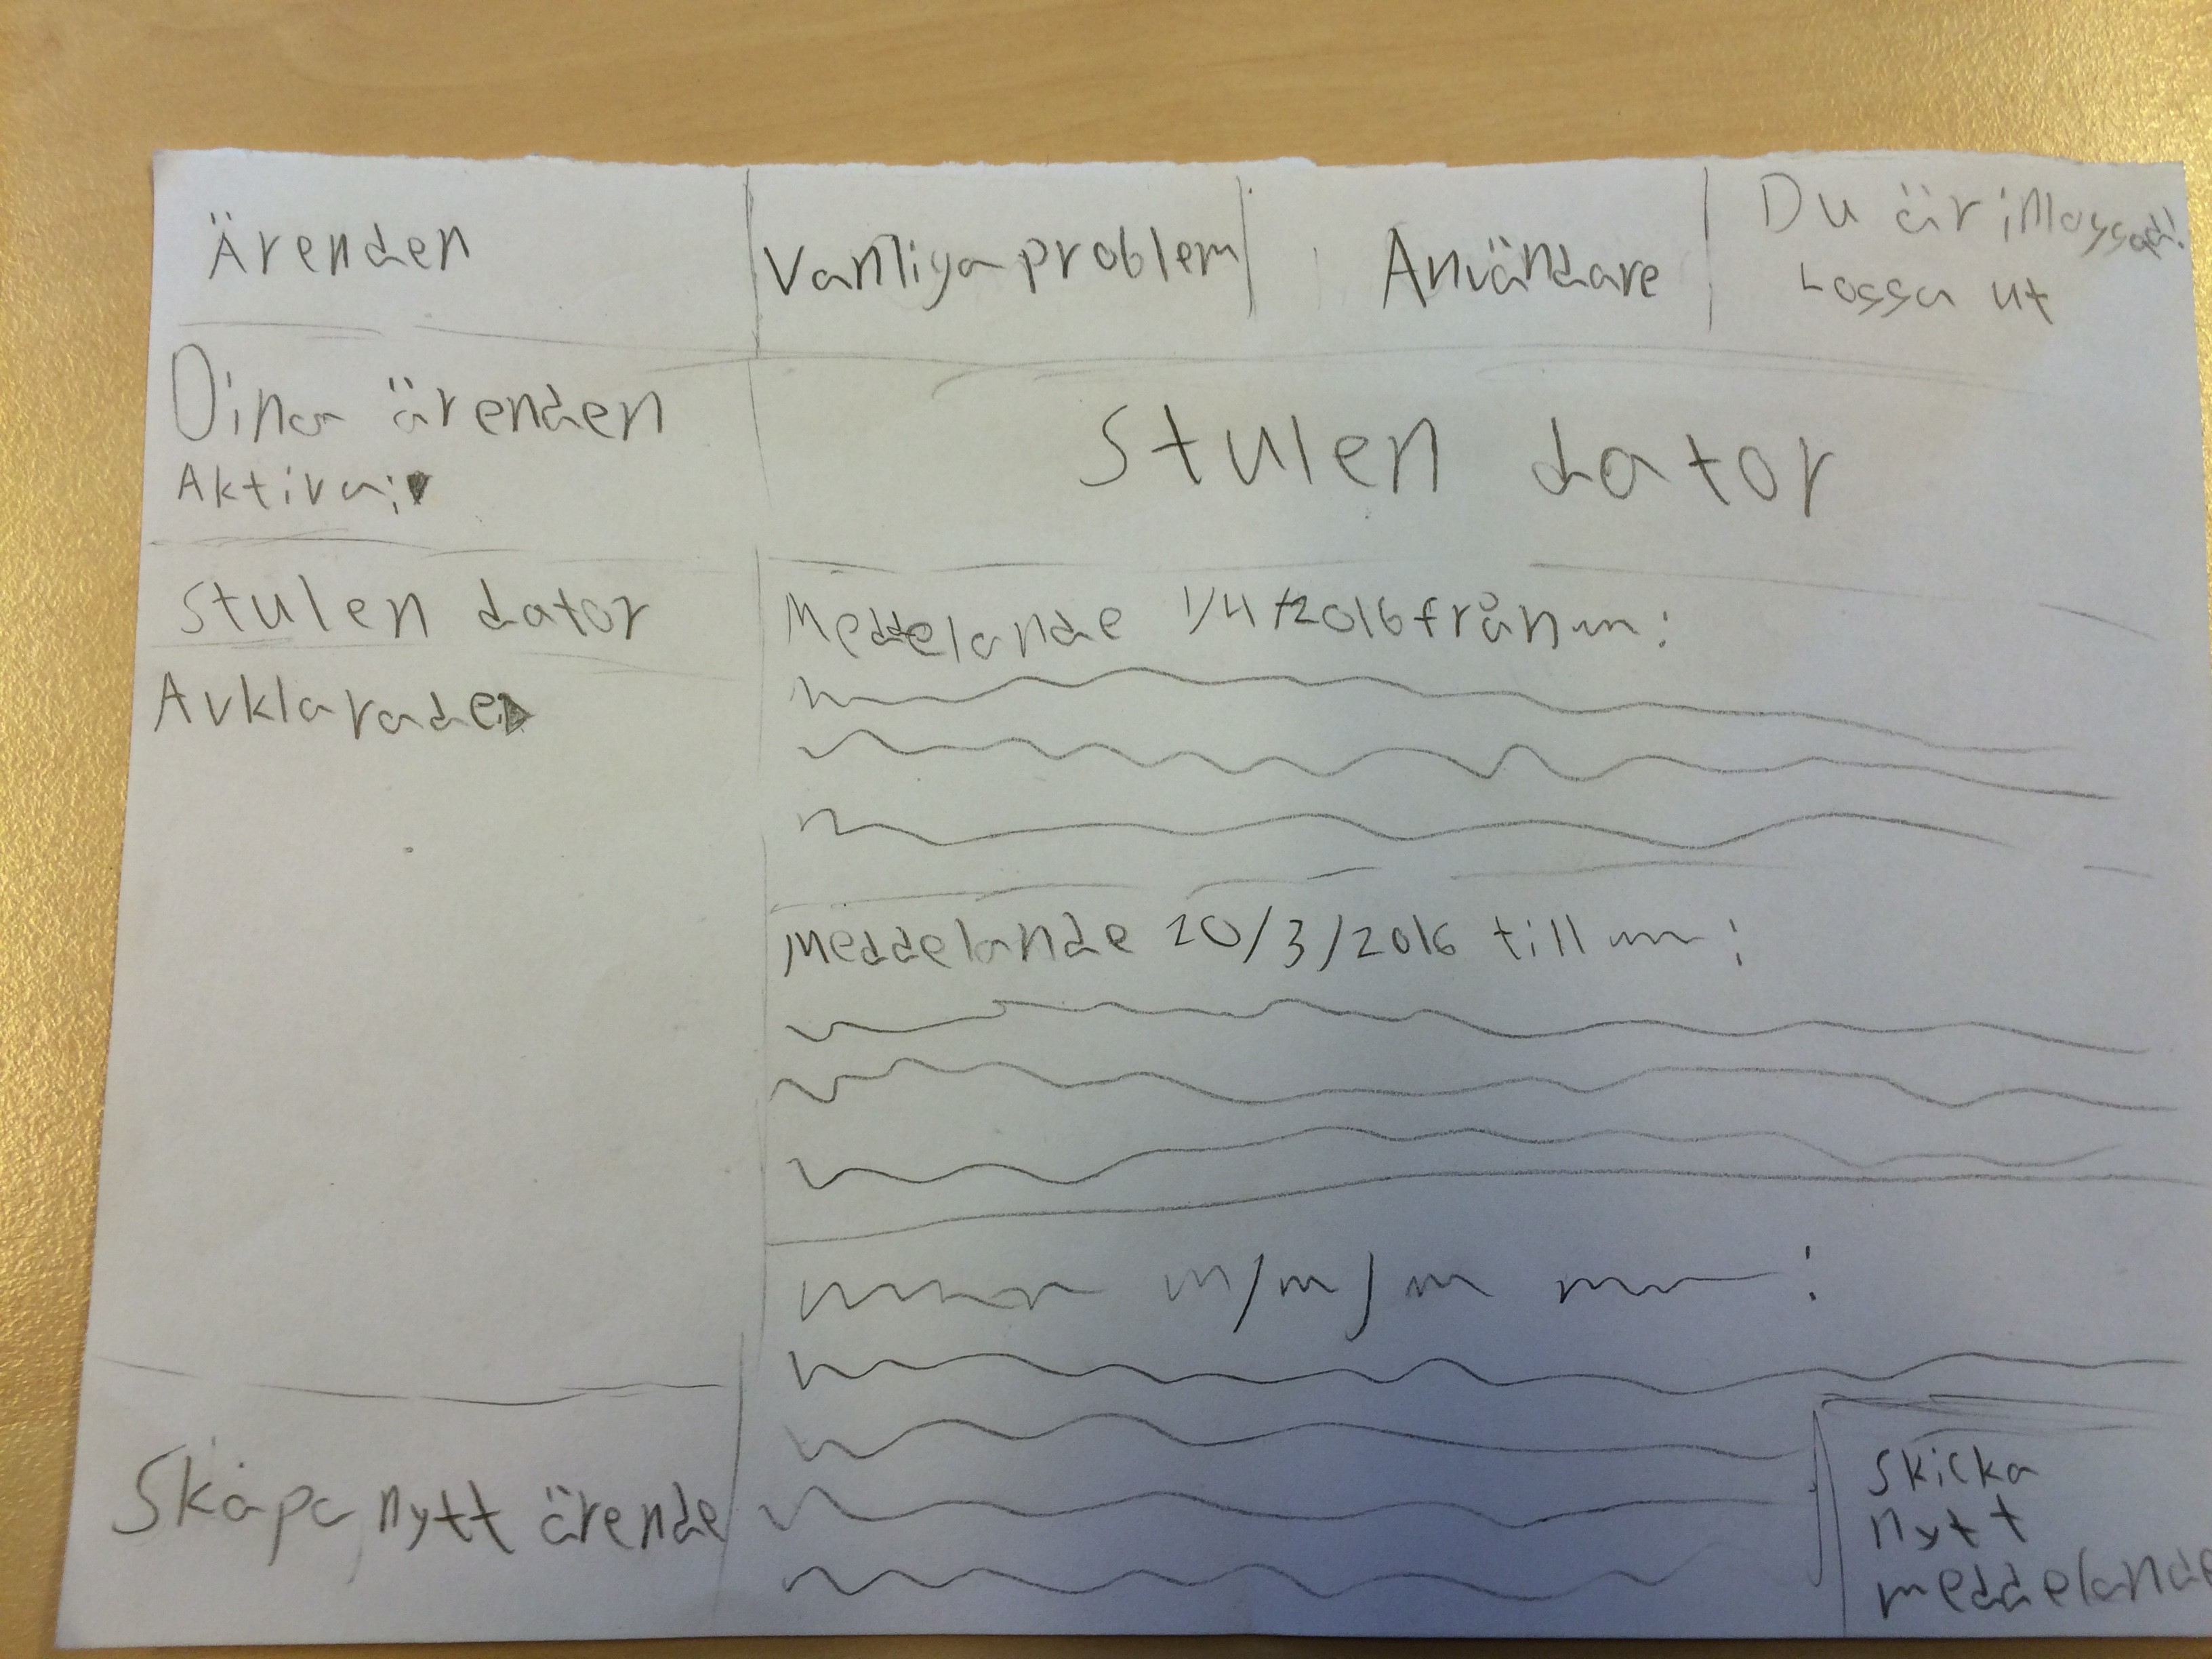 Ärenden
Vanliga problem
Användare
Du är inloggad!
Logga ut
Dina ärenden
Aktiva:
Stulen dator
Avklarade:
Skapa nytt ärende
Stulen dator
Meddelande 1/4/2016 från :
Meddelande 20/3/2016 till :
Skicka
nytt
meddelande